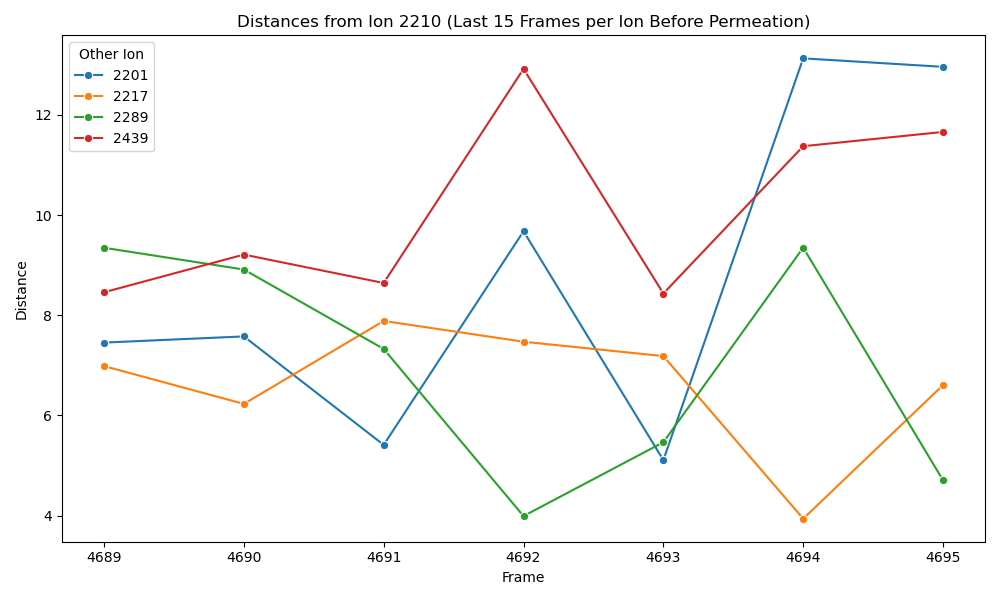 Distances from Ion 2210 (Last 15 Frames per Ion Before Permeation)
Other Ion
2201
2217
2289
2439
Distance
12
10
8
6
4
4689 4690 4691 4692 4693 4694 4695
Frame